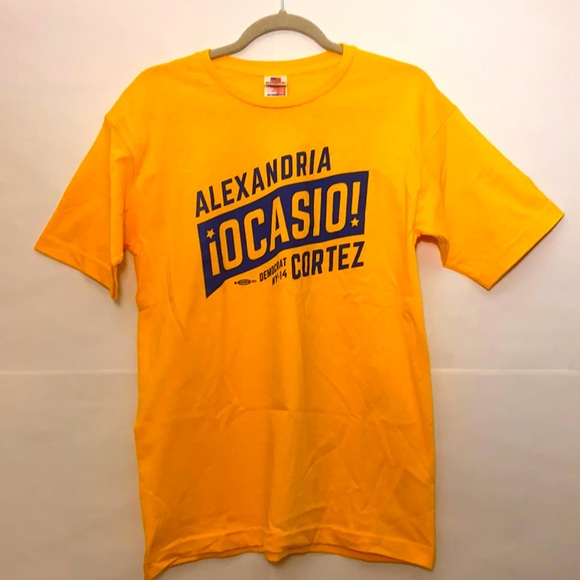 ALEXANDRIA
¡OCASIO!
DEMOCRAT
NY-14
CORTEZ